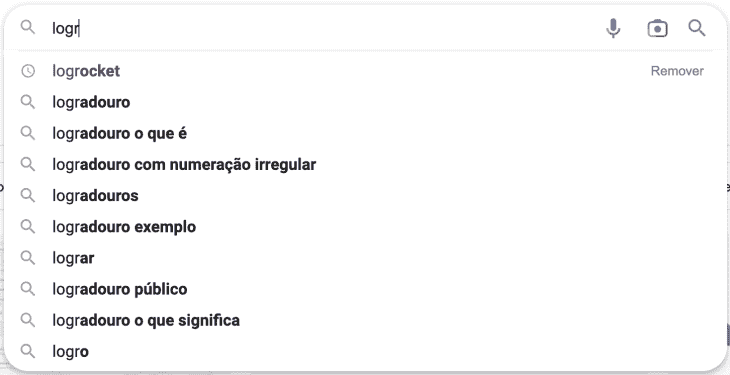 logr
logrocket Remover
logradouro
logradouro o que é
logradouro com numeração irregular
logradouros
logradouro exemplo
lograr
logradouro público
logradouro o que significa
logro